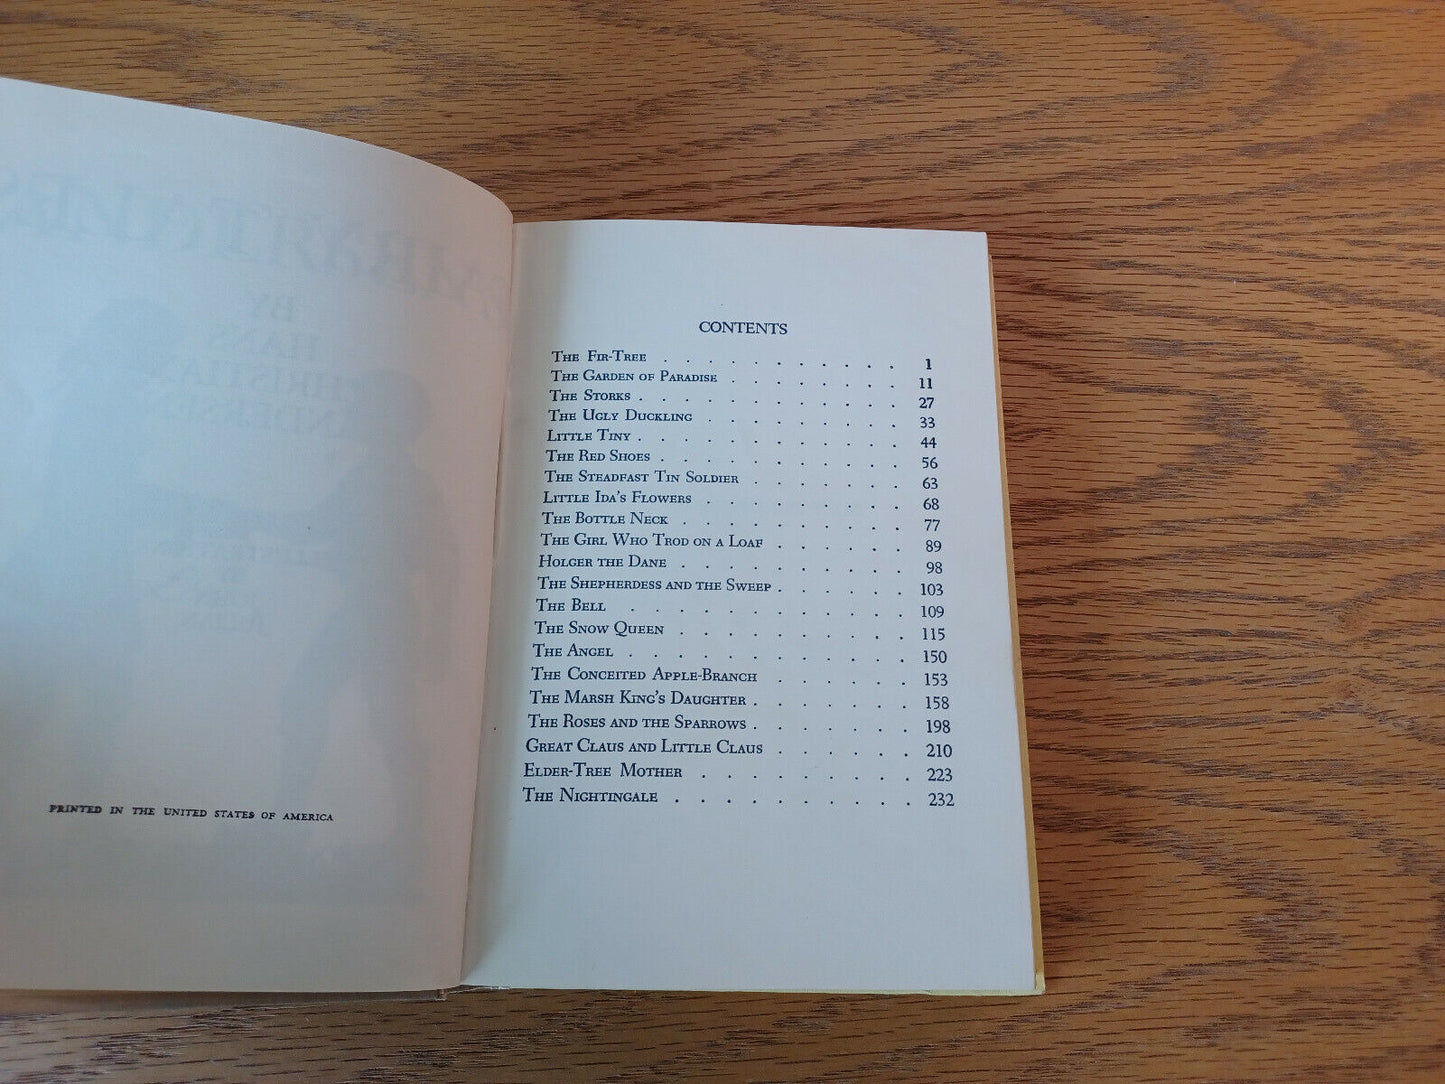 PRINTED IN THE UNITED STATES OF AMERICA
CONTENTS
The Fir-Tree . . . . . . . . . . 1
The Garden of Paradise . . . . . . . 11
The Storks . . . . . . . . . . . 27
The Ugly Duckling . . . . . . . . 33
Little Tiny . . . . . . . . . . . 44
The Red Shoes . . . . . . . . . . 56
The Steadfast Tin Soldier . . . . . . 63
Little Ida's Flowers . . . . . . . . 68
The Bottle Neck . . . . . . . . . 77
The Girl Who Trod on a Loaf . . . . . . 89
Holger the Dane . . . . . . . . . 98
The Shepherdess and the Sweep . . . . . . 103
The Bell . . . . . . . . . . . 109
The Snow Queen . . . . . . . . . 115
The Angel . . . . . . . . . . . 150
The Conceited Apple-Branch . . . . . . 153
The Marsh King's Daughter . . . . . . . 158
The Roses and the Sparrows . . . . . . . 198
Great Claus and Little Claus . . . . . . 210
Elder-Tree Mother . . . . . . . . 223
The Nightingale . . . . . . . . . . 232